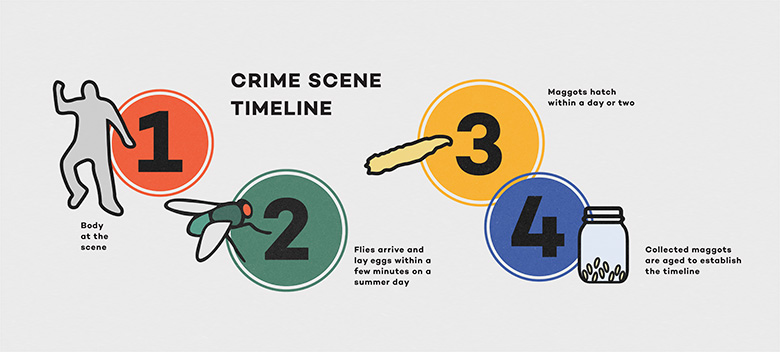 CRIME SCENE
TIMELINE
1
Body
at the
scene
2
Flies arrive and
lay eggs within a
few minutes on a
summer day
3
Maggots hatch
within a day or two
4
Collected maggots
are aged to establish
the timeline